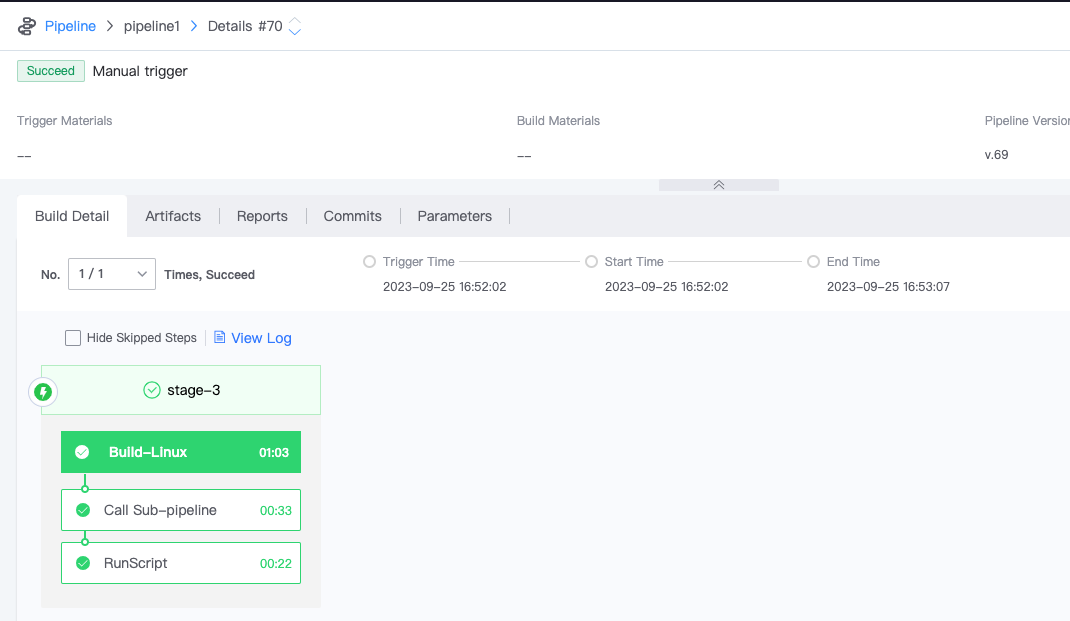 Pipeline > pipeline1 > Details #70
Succeed Manual trigger
Trigger Materials Build Materials Pipeline Version
-- -- v.69
Build Detail Artifacts Reports Commits Parameters
No. 1 / 1 Times, Succeed
Trigger Time Start Time End Time
2023-09-25 16:52:02 2023-09-25 16:52:02 2023-09-25 16:53:07
Hide Skipped Steps View Log
stage-3
Build-Linux 01:03
Call Sub-pipeline 00:33
RunScript 00:22